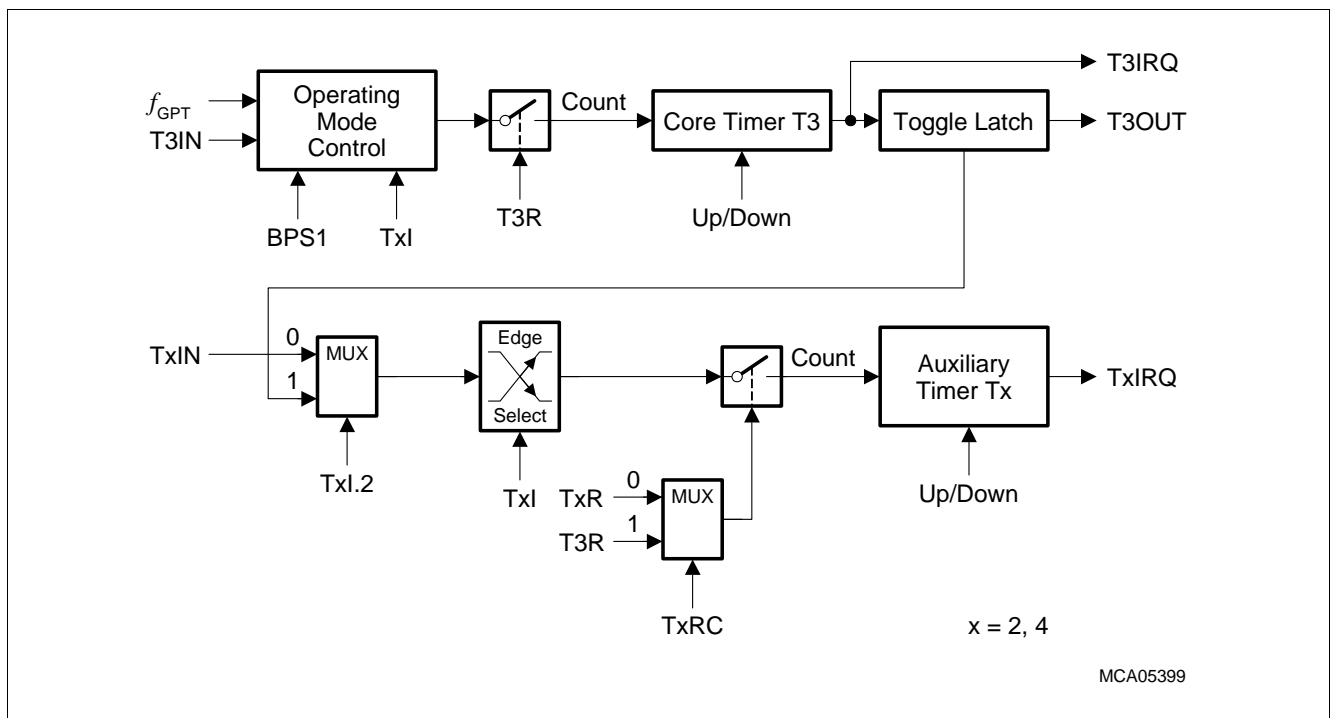 T3IRQ
f GPT
T3IN
Operating
Mode
Control
Count
Core Timer T3
Toggle Latch
T3OUT
BPS1
TxI
T3R
Up/Down
TxIN
0
1
MUX
TxI.2
Edge
Select
TxI
Count
Auxiliary
Timer Tx
TxIRQ
Up/Down
TxR
0
T3R
1
MUX
TxRC
x = 2, 4
MCA05399